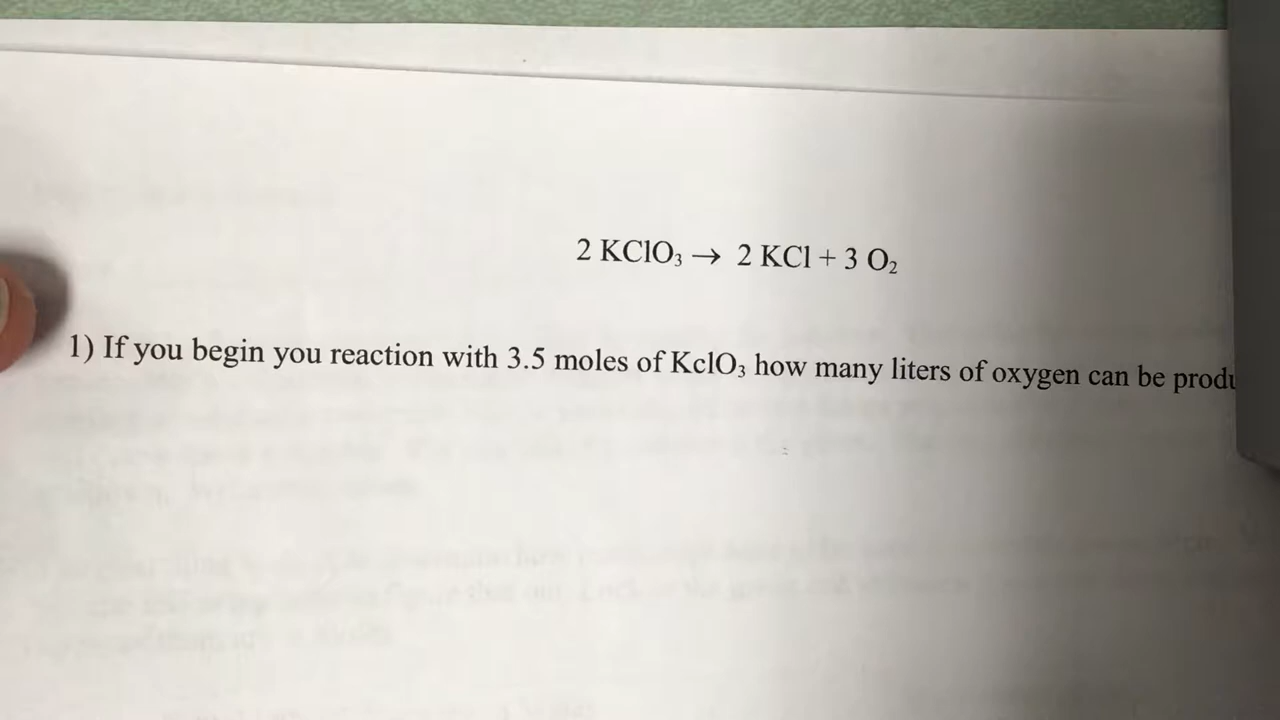 2 KClO₃ → 2 KCl + 3 O₂
1) If you begin you reaction with 3.5 moles of KclO₃ how many liters of oxygen can be